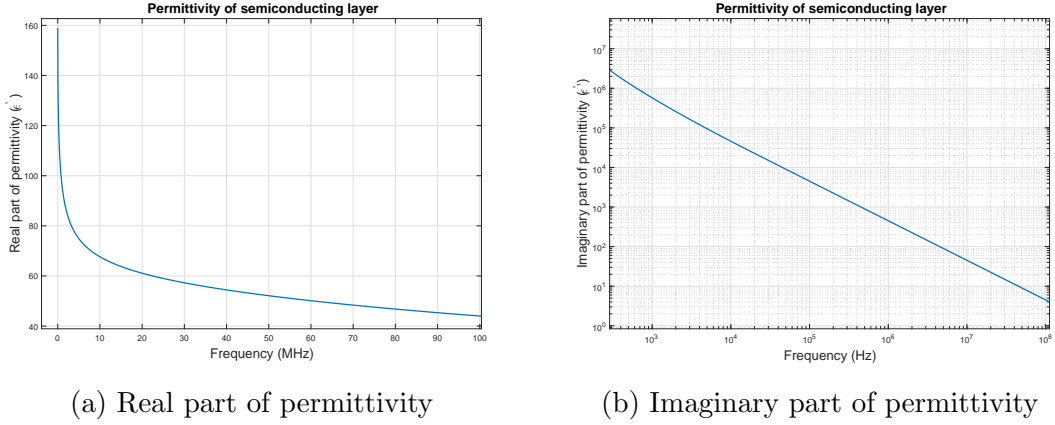 Permittivity of semiconducting layer
160
140
120
100
80
60
40
0 10 20 30 40 50 60 70 80 90 100
Frequency (MHz)
Real part of permittivity (ϵ')
(a) Real part of permittivity
Permittivity of semiconducting layer
10^7
10^6
10^5
10^4
10^3
10^2
10^1
10^0
10^3 10^4 10^5 10^6 10^7 10^8
Frequency (Hz)
Imaginary part of permittivity (ϵ'')
(b) Imaginary part of permittivity